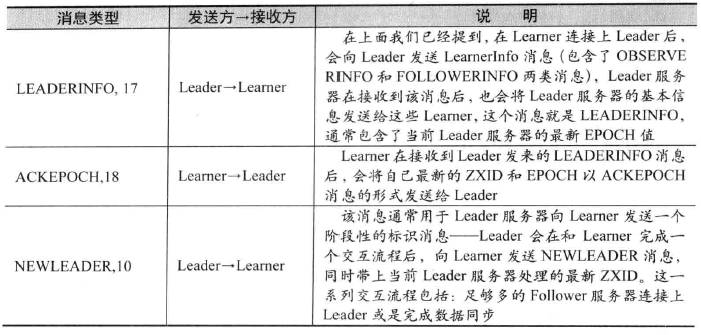 消息类型 发送方→接收方 说 明
在上面我们已经提到,在 Learner 连接上 Leader 后,
会向 Leader 发送 LearnerInfo 消息(包含了 OBSERVE
RINFO 和 FOLLOWERINFO 两类消息),Leader 服务
LEADERINFO, 17 Leader→Learner 器在接收到该消息后,也会将 Leader 服务器的基本信
息发送给这些 Learner,这个消息就是 LEADERINFO,
通常包含了当前 Leader 服务器的最新 EPOCH 值
Learner 在接收到 Leader 发来的 LEADERINFO 消息
ACKEPOCH,18 Learner→Leader 后,会将自己最新的 ZXID 和 EPOCH 以 ACKEPOCH
消息的形式发送给 Leader
该消息通常用于 Leader 服务器向 Learner 发送一个
阶段性的标识消息——Leader 会在和 Learner 完成一
个交互流程后,向 Learner 发送 NEWLEADER 消息,
NEWLEADER,10 Leader→Learner 同时带上当前 Leader 服务器处理的最新 ZXID。这一
系列交互流程包括:足够多的 Follower 服务器连接上
Leader 或是完成数据同步